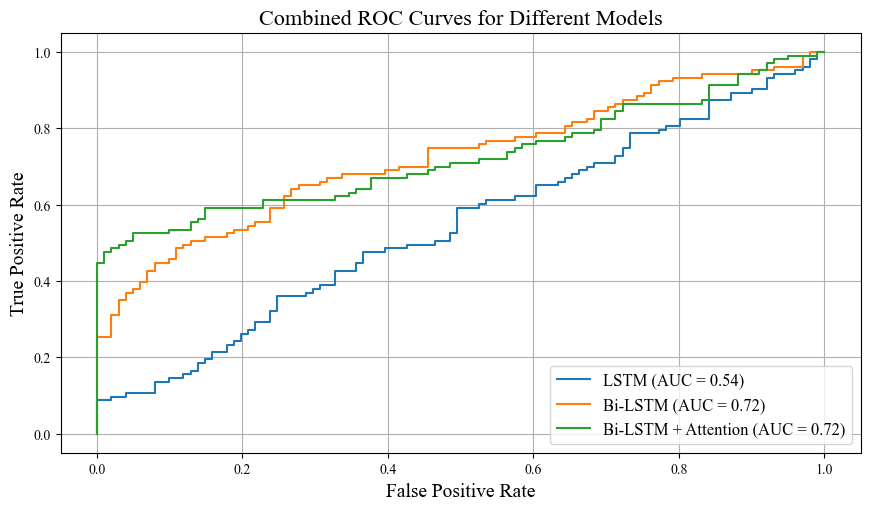 Combined ROC Curves for Different Models
True Positive Rate
1.0
0.8
0.6
0.4
0.2
0.0
0.0 0.2 0.4 0.6 0.8 1.0
False Positive Rate
LSTM (AUC = 0.54)
Bi-LSTM (AUC = 0.72)
Bi-LSTM + Attention (AUC = 0.72)